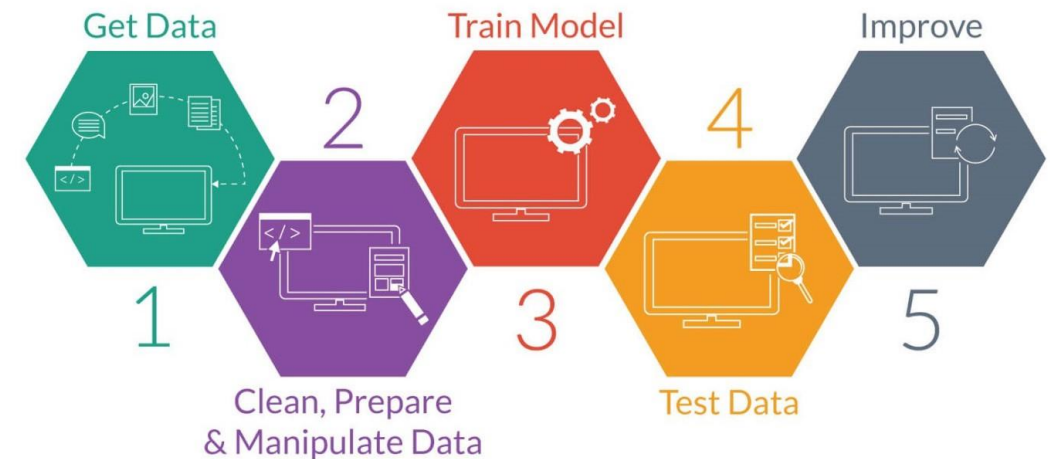 Get Data
1
2
Clean, Prepare
& Manipulate Data
Train Model
3
4
Test Data
Improve
5
</>
</>